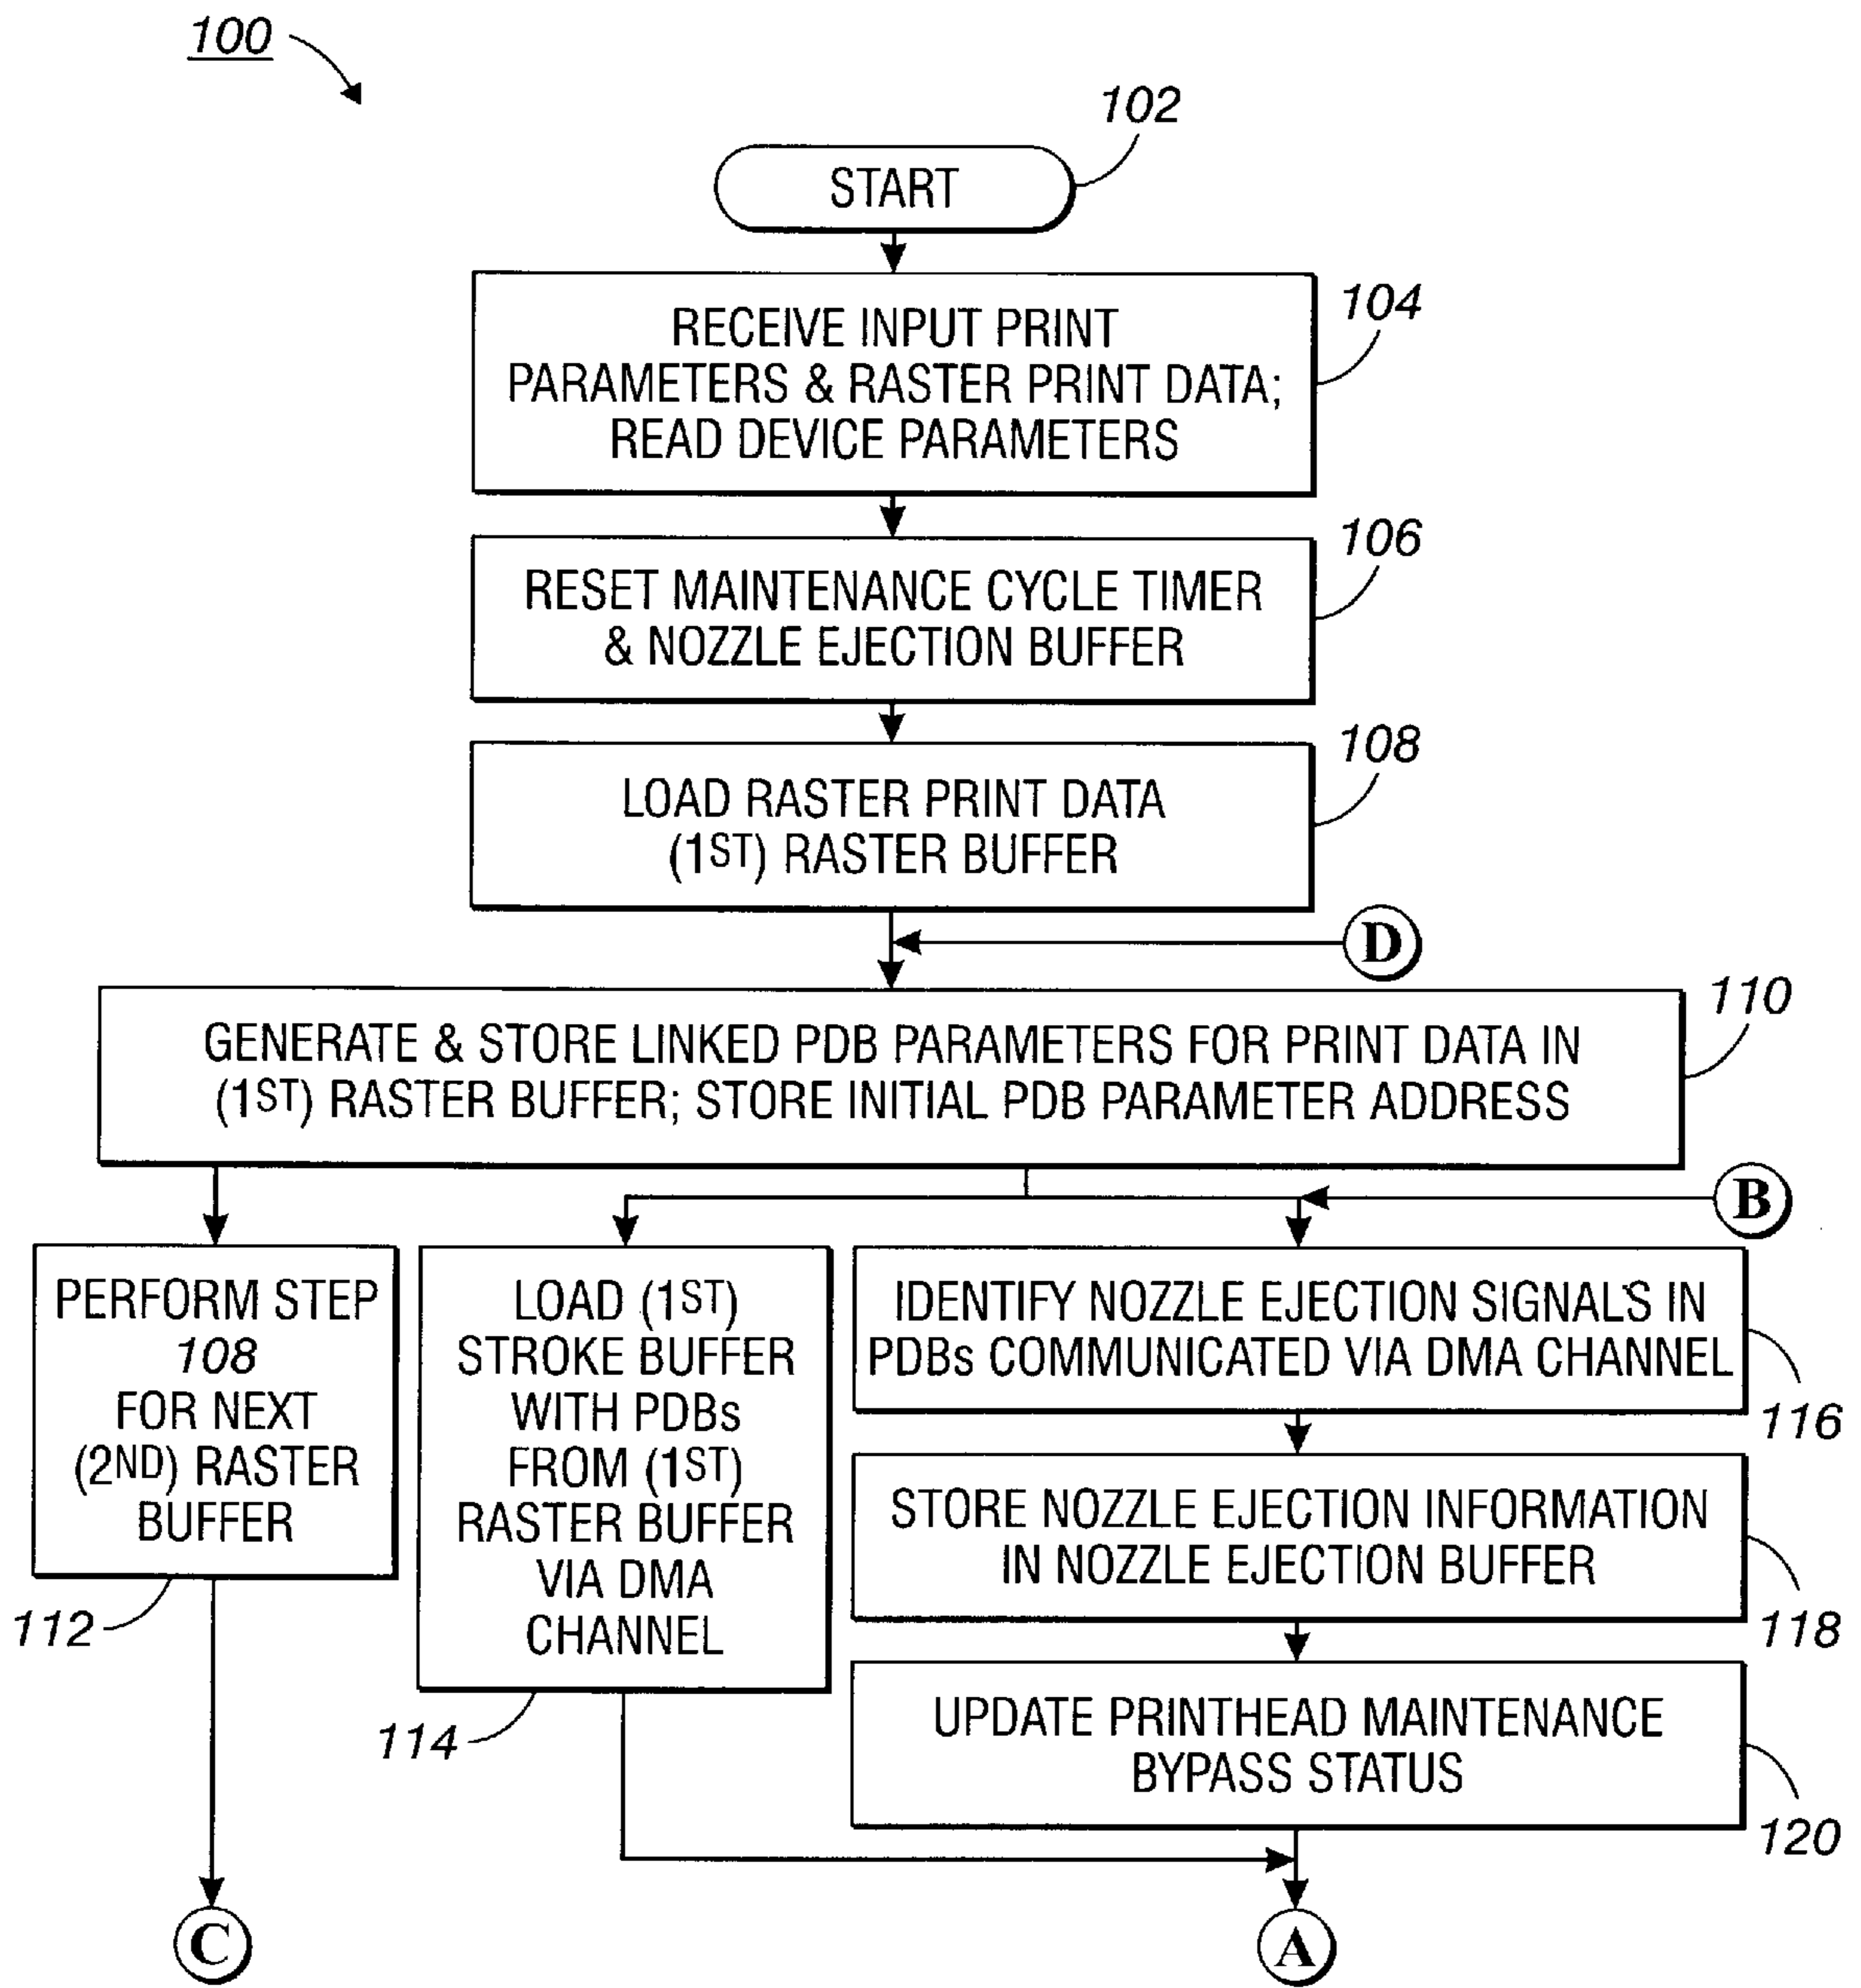 100
102
START
104
RECEIVE INPUT PRINT
PARAMETERS & RASTER PRINT DATA;
READ DEVICE PARAMETERS
106
RESET MAINTENANCE CYCLE TIMER
& NOZZLE EJECTION BUFFER
108
LOAD RASTER PRINT DATA
(1ST) RASTER BUFFER
D
110
GENERATE & STORE LINKED PDB PARAMETERS FOR PRINT DATA IN
(1ST) RASTER BUFFER; STORE INITIAL PDB PARAMETER ADDRESS
B
PERFORM STEP
108
FOR NEXT
(2ND) RASTER
BUFFER
112
LOAD (1ST)
STROKE BUFFER
WITH PDBs
FROM (1ST)
RASTER BUFFER
VIA DMA
CHANNEL
114
IDENTIFY NOZZLE EJECTION SIGNALS IN
PDBs COMMUNICATED VIA DMA CHANNEL
116
STORE NOZZLE EJECTION INFORMATION
IN NOZZLE EJECTION BUFFER
118
UPDATE PRINTHEAD MAINTENANCE
BYPASS STATUS
120
C
A